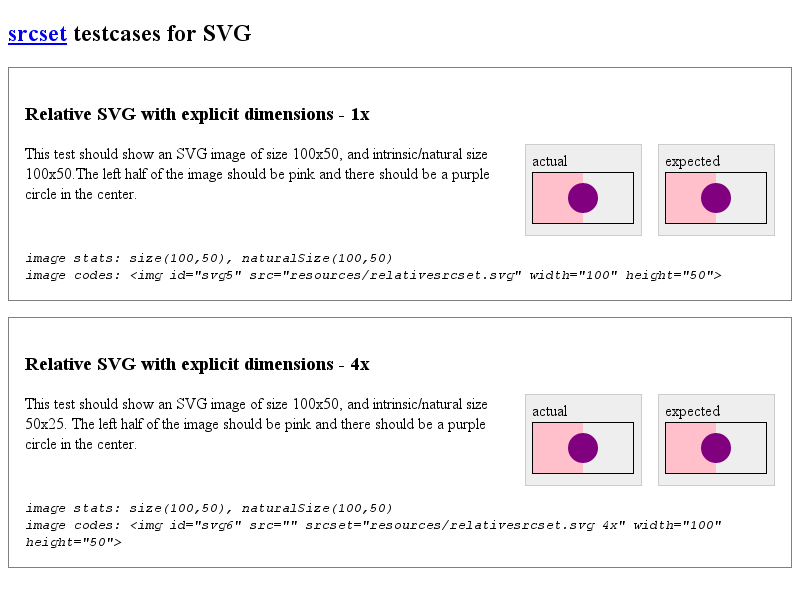 srcset testcases for SVG
Relative SVG with explicit dimensions - 1x
This test should show an SVG image of size 100x50, and intrinsic/natural size
100x50.The left half of the image should be pink and there should be a purple
circle in the center.
actual
expected
image stats: size(100,50), naturalSize(100,50)
image codes: <img id="svg5" src="resources/relativesrcset.svg" width="100" height="50">
Relative SVG with explicit dimensions - 4x
This test should show an SVG image of size 100x50, and intrinsic/natural size
50x25. The left half of the image should be pink and there should be a purple
circle in the center.
actual
expected
image stats: size(100,50), naturalSize(100,50)
image codes: <img id="svg6" src="" srcset="resources/relativesrcset.svg 4x" width="100"
height="50">